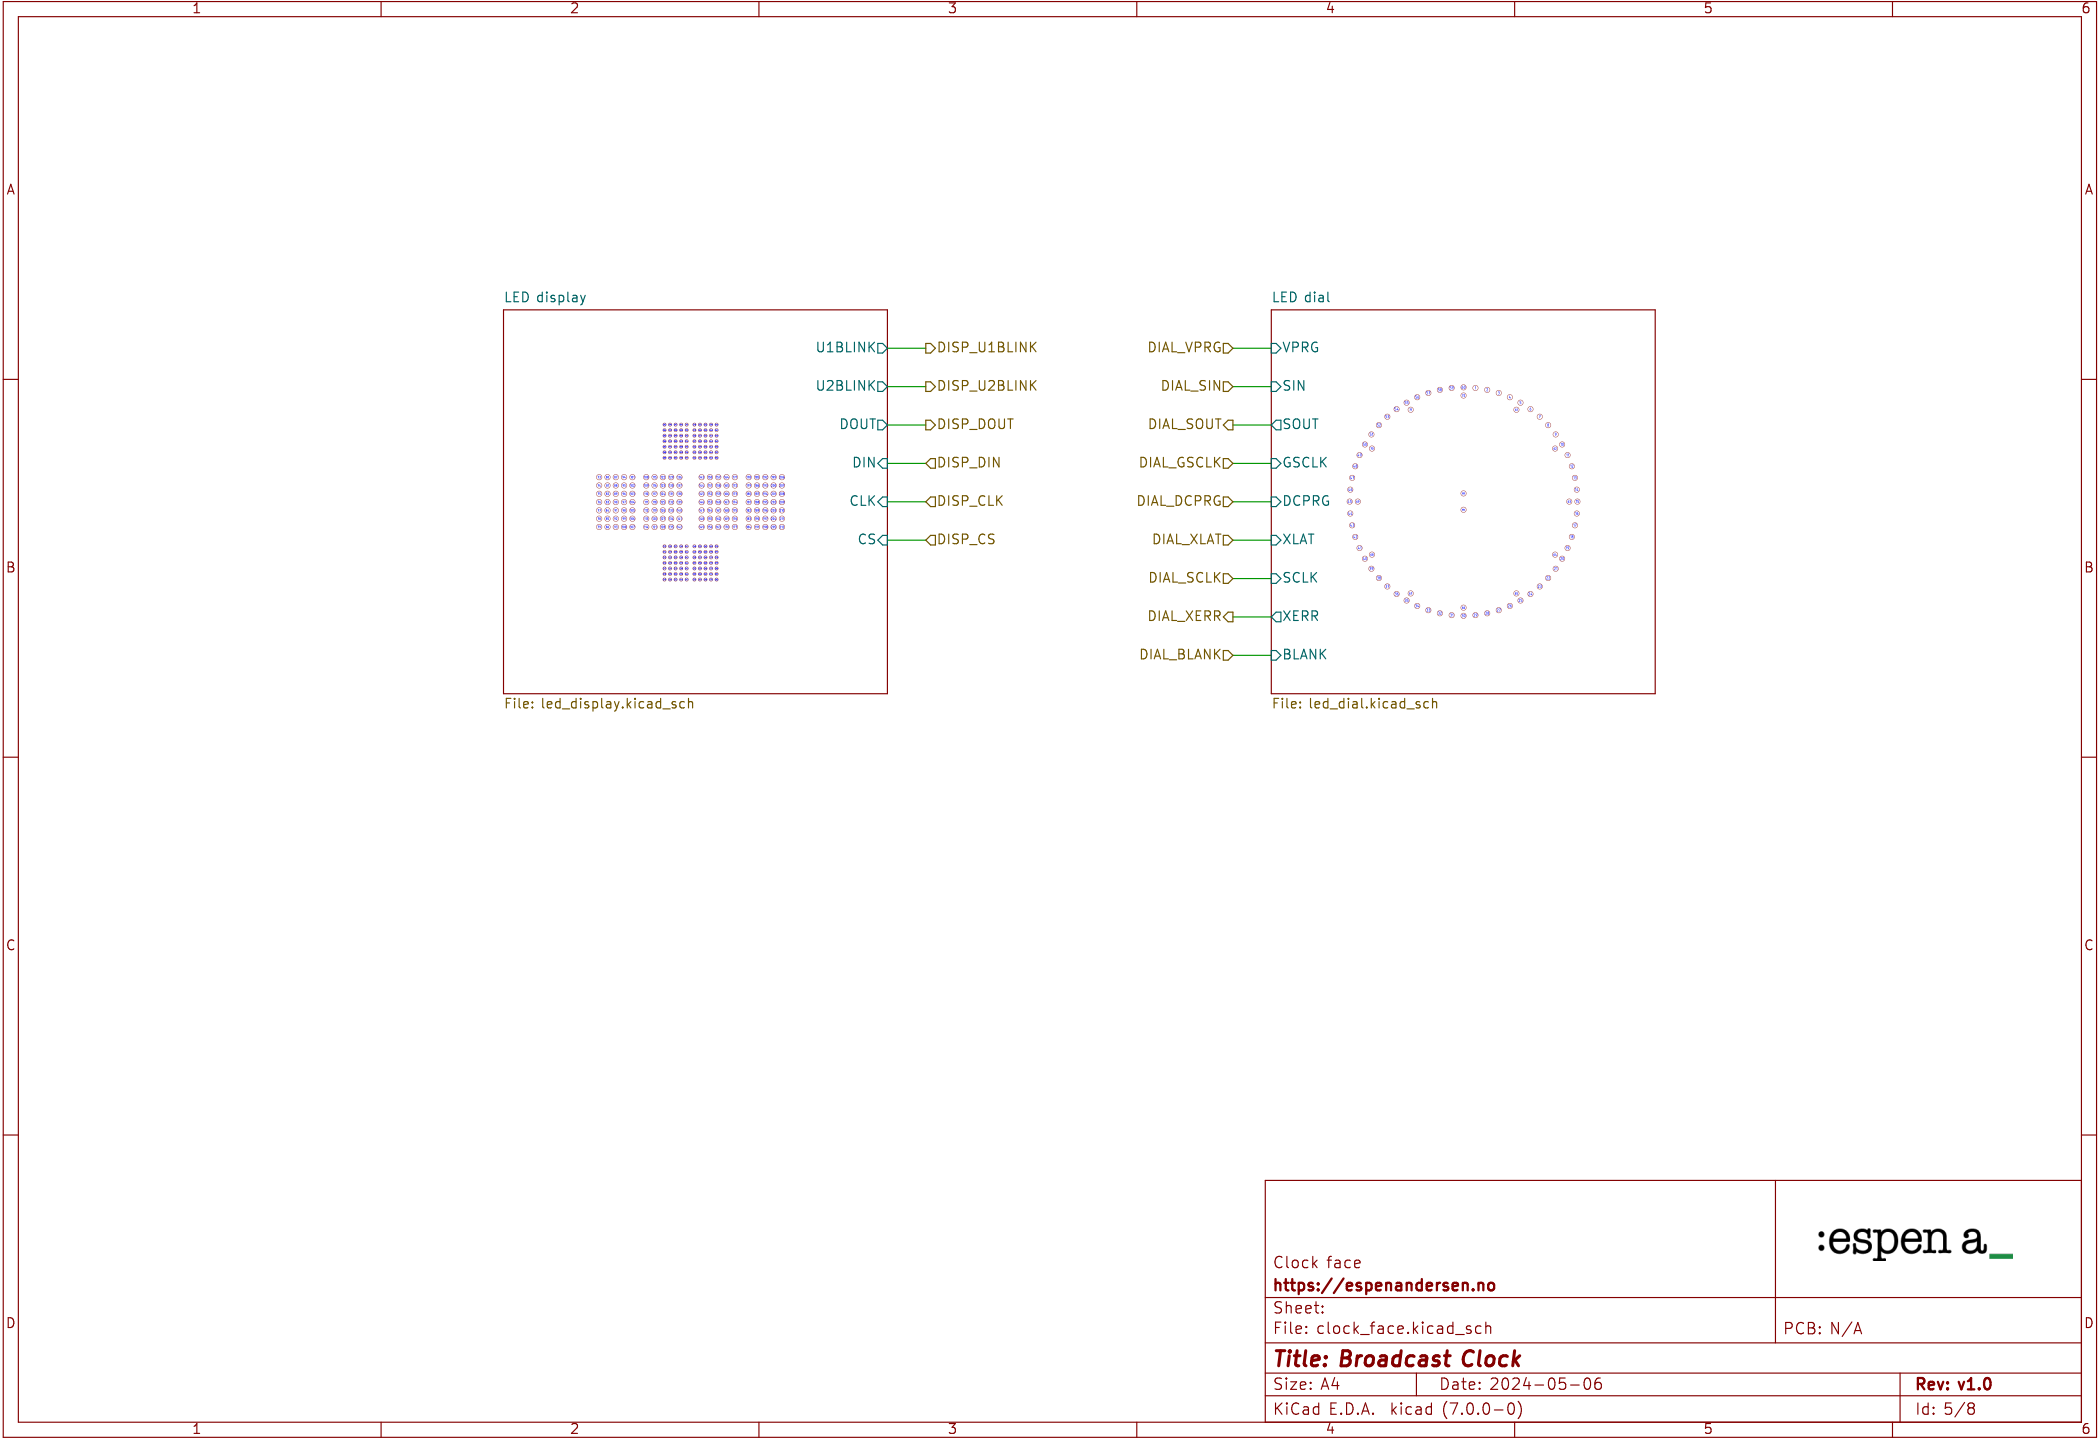 1 2 3 4 5 6
A A
B B
C C
D D
LED display
U1BLINK DISP_U1BLINK
U2BLINK DISP_U2BLINK
DOUT DISP_DOUT
DIN DISP_DIN
CLK DISP_CLK
CS DISP_CS
File: led_display.kicad_sch
LED dial
DIAL_VPRG VPRG
DIAL_SIN SIN
DIAL_SOUT SOUT
DIAL_GSCLK GSCLK
DIAL_DCPRG DCPRG
DIAL_XLAT XLAT
DIAL_SCLK SCLK
DIAL_XERR XERR
DIAL_BLANK BLANK
File: led_dial.kicad_sch
Clock face
https://espenandersen.no
:espen a_
Sheet:
File: clock_face.kicad_sch
PCB: N/A
Title: Broadcast Clock
Size: A4 Date: 2024-05-06 Rev: v1.0
KiCad E.D.A. kicad (7.0.0-0) Id: 5/8
1 2 3 4 5 6